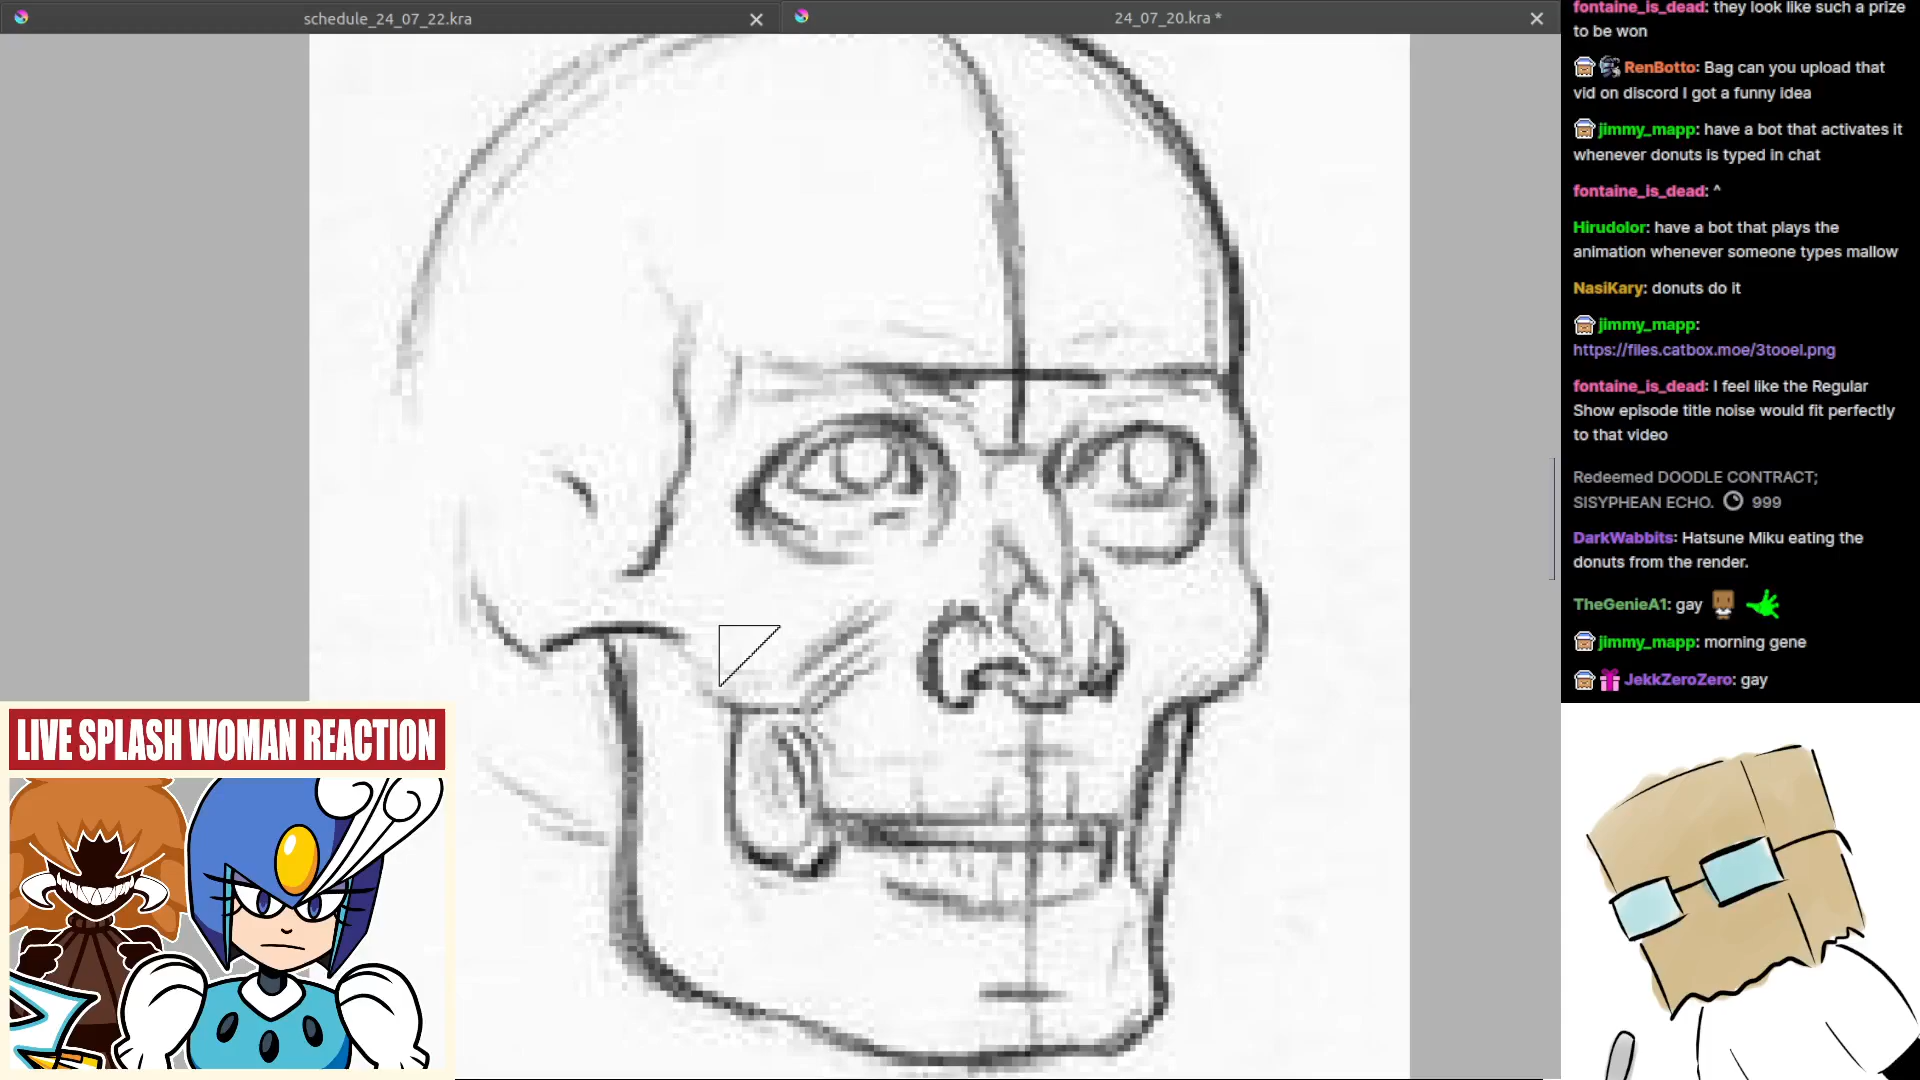 schedule_24_07_22.kra
24_07_20.kra *
fontaine_is_dead: they look like such a prize
to be won
RenBotto: Bag can you upload that
vid on discord I got a funny idea
jimmy_mapp: have a bot that activates it
whenever donuts is typed in chat
fontaine_is_dead: ^
Hirudolor: have a bot that plays the
animation whenever someone types mallow
NasiKary: donuts do it
jimmy_mapp:
https://files.catbox.moe/3tooel.png
fontaine_is_dead: I feel like the Regular
Show episode title noise would fit perfectly
to that video
Redeemed DOODLE CONTRACT;
SISYPHEAN ECHO. 999
DarkWabbits: Hatsune Miku eating the
donuts from the render.
TheGenieA1: gay
jimmy_mapp: morning gene
JekkZeroZero: gay
LIVE SPLASH WOMAN REACTION